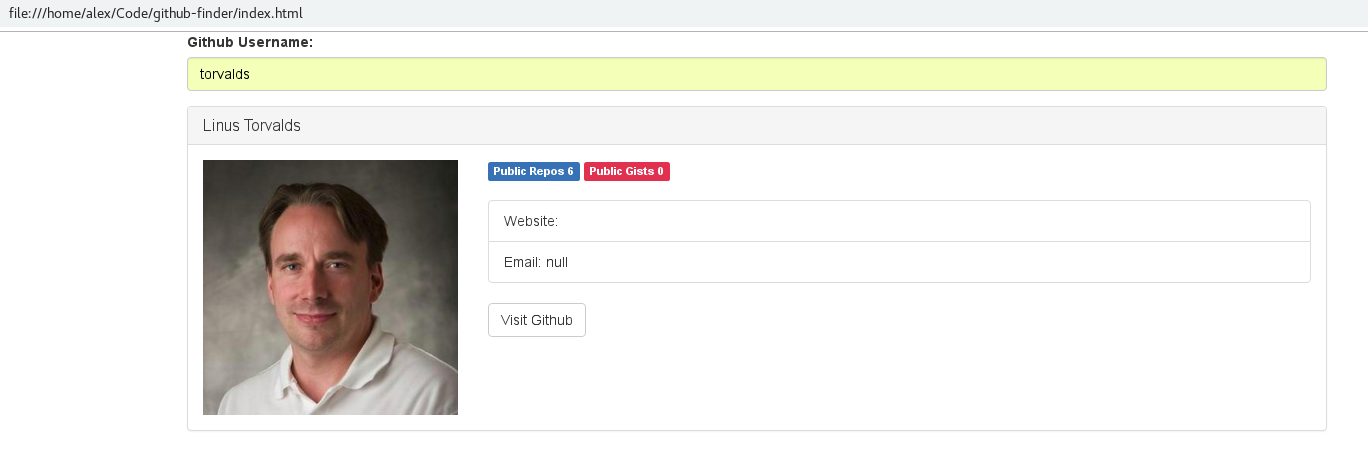 file:///home/alex/Code/github-finder/index.html
Github Username:
torvalds
Linus Torvalds
Public Repos 6 Public Gists 0
Website:
Email: null
Visit Github